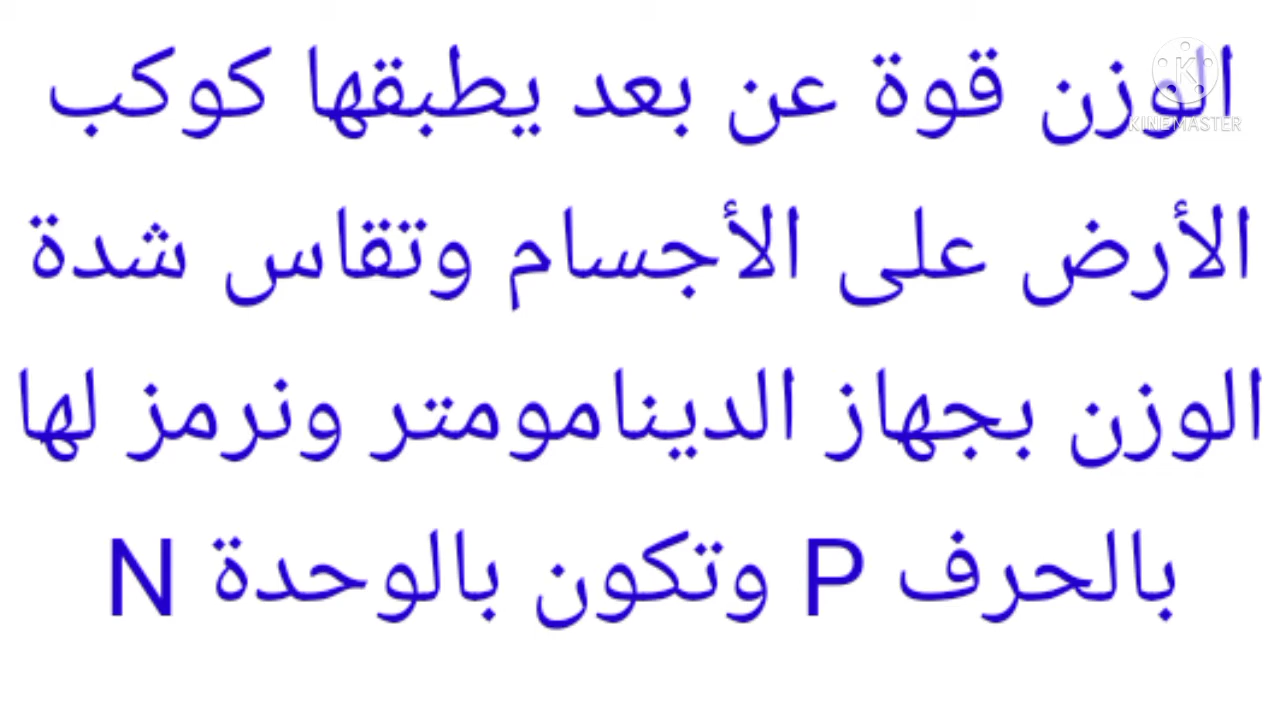 الوزن قوة عن بعد يطبقها كوكب
KINEMASTER
الأرض على الأجسام وتقاس شدة
الوزن بجهاز الدينامومتر ونرمز لها
بالحرف P وتكون بالوحدة N